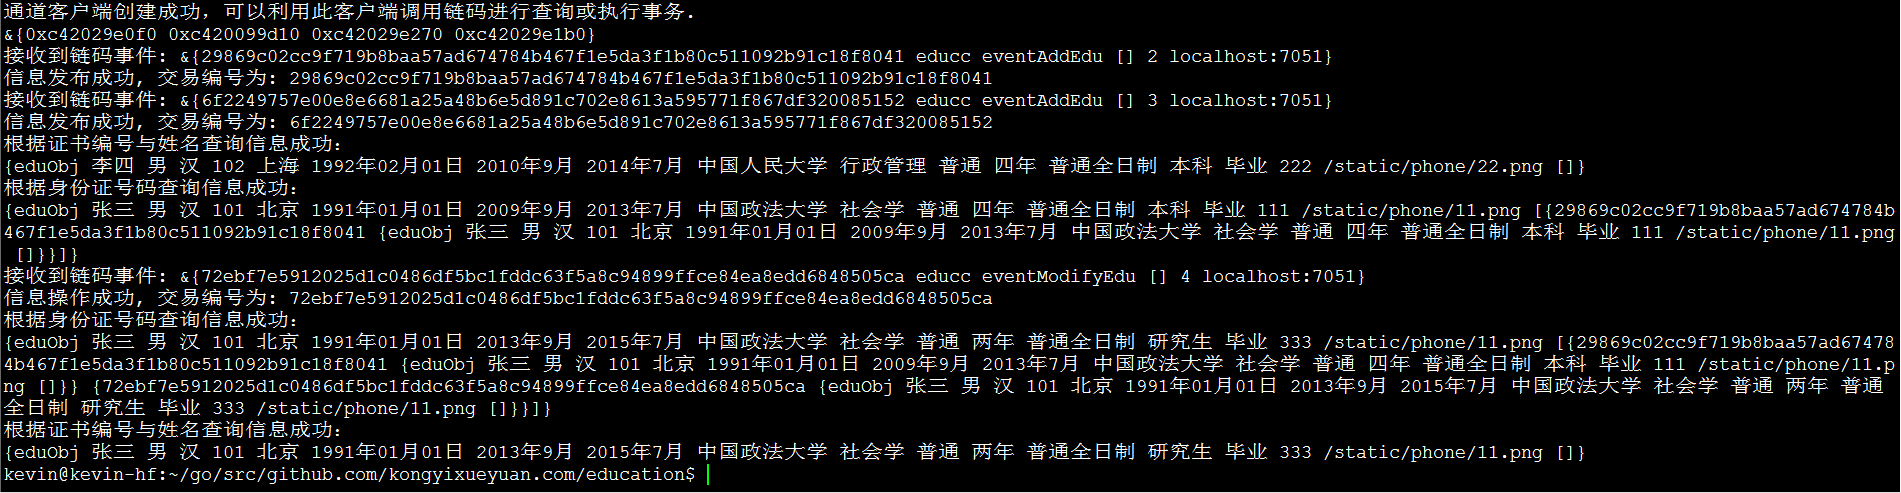 通道客户端创建成功，可以利用此客户端调用链码进行查询或执行事务.
&{0xc42029e0f0 0xc420099d10 0xc42029e270 0xc42029e1b0}
接收到链码事件: &{29869c02cc9f719b8baa57ad674784b467f1e5da3f1b80c511092b91c18f8041 educc eventAddEdu [] 2 localhost:7051}
信息发布成功, 交易编号为: 29869c02cc9f719b8baa57ad674784b467f1e5da3f1b80c511092b91c18f8041
接收到链码事件: &{6f2249757e00e8e6681a25a48b6e5d891c702e8613a595771f867df320085152 educc eventAddEdu [] 3 localhost:7051}
信息发布成功, 交易编号为: 6f2249757e00e8e6681a25a48b6e5d891c702e8613a595771f867df320085152
根据证书编号与姓名查询信息成功:
{eduObj 李四 男 汉 102 上海 1992年02月01日 2010年9月 2014年7月 中国人民大学 行政管理 普通 四年 普通全日制 本科 毕业 222 /static/phone/22.png []}
根据身份证号码查询信息成功:
{eduObj 张三 男 汉 101 北京 1991年01月01日 2009年9月 2013年7月 中国政法大学 社会学 普通 四年 普通全日制 本科 毕业 111 /static/phone/11.png [{29869c02cc9f719b8baa57ad674784b
467f1e5da3f1b80c511092b91c18f8041 {eduObj 张三 男 汉 101 北京 1991年01月01日 2009年9月 2013年7月 中国政法大学 社会学 普通 四年 普通全日制 本科 毕业 111 /static/phone/11.png
[]}}]}
接收到链码事件: &{72ebf7e5912025d1c0486df5bc1fddc63f5a8c94899ffce84ea8edd6848505ca educc eventModifyEdu [] 4 localhost:7051}
信息操作成功, 交易编号为: 72ebf7e5912025d1c0486df5bc1fddc63f5a8c94899ffce84ea8edd6848505ca
根据身份证号码查询信息成功:
{eduObj 张三 男 汉 101 北京 1991年01月01日 2013年9月 2015年7月 中国政法大学 社会学 普通 两年 普通全日制 研究生 毕业 333 /static/phone/11.png [{29869c02cc9f719b8baa57ad67478
4b467f1e5da3f1b80c511092b91c18f8041 {eduObj 张三 男 汉 101 北京 1991年01月01日 2009年9月 2013年7月 中国政法大学 社会学 普通 四年 普通全日制 本科 毕业 111 /static/phone/11.p
ng []}} {72ebf7e5912025d1c0486df5bc1fddc63f5a8c94899ffce84ea8edd6848505ca {eduObj 张三 男 汉 101 北京 1991年01月01日 2013年9月 2015年7月 中国政法大学 社会学 普通 两年 普通
全日制 研究生 毕业 333 /static/phone/11.png []}}]}
根据证书编号与姓名查询信息成功:
{eduObj 张三 男 汉 101 北京 1991年01月01日 2013年9月 2015年7月 中国政法大学 社会学 普通 两年 普通全日制 研究生 毕业 333 /static/phone/11.png []}
kevin@kevin-hf:~/go/src/github.com/kongyixueyuan.com/education$